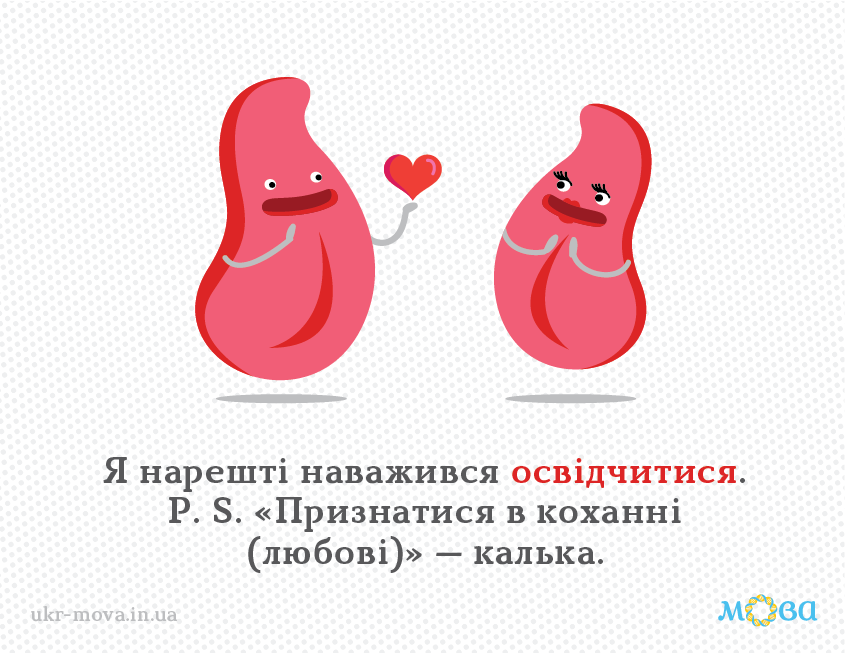 Я нарешті наважився освідчитися.
P. S. «Признатися в коханні
(любові)» — калька.
ukr-mova.in.ua
мова